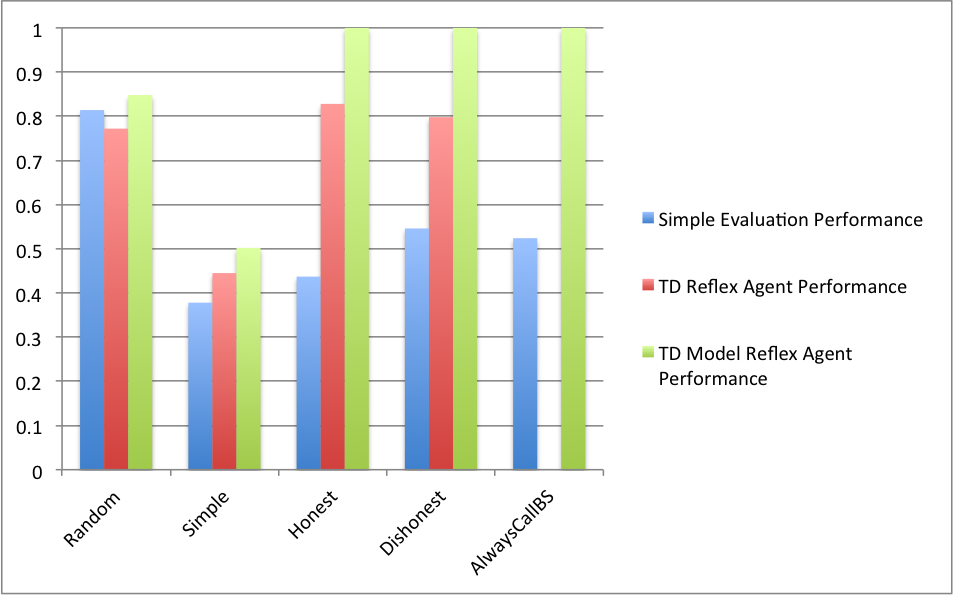 1
0.9
0.8
0.7
0.6
0.5
0.4
0.3
0.2
0.1
0
Random
Simple
Honest
Dishonest
AlwaysCallBS
Simple Evaluation Performance
TD Reflex Agent Performance
TD Model Reflex Agent
Performance